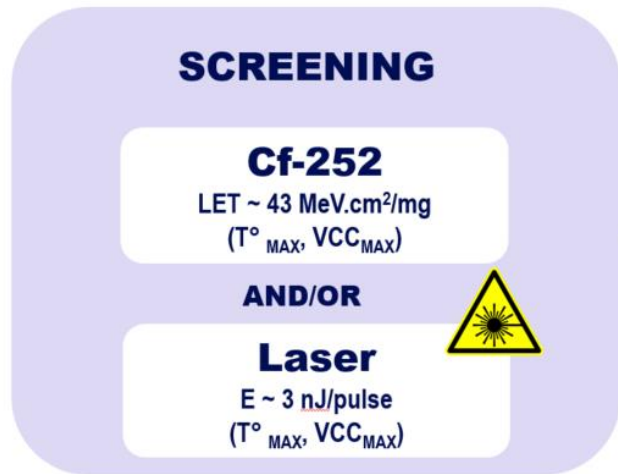 SCREENING
Cf-252
LET ~ 43 MeV.cm²/mg
(T° MAX, VCCMAX)
AND/OR
Laser
E ~ 3 nJ/pulse
(T° MAX, VCCMAX)